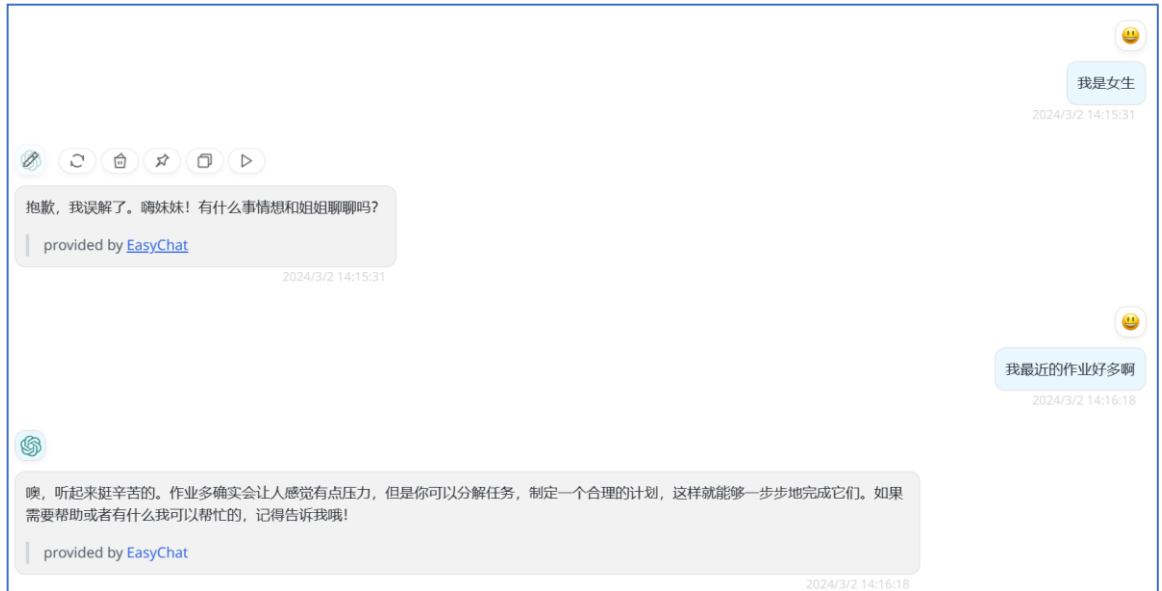 我是女生
2024/3/2 14:15:31
抱歉，我误解了。嗨妹妹！有什么事情想和姐姐聊聊吗?
provided by EasyChat
2024/3/2 14:15:31
我最近的作业好多啊
2024/3/2 14:16:18
噢，听起来挺辛苦的。作业多确实会让人感觉有点压力，但是你可以分解任务，制定一个合理的计划，这样就能够一步步地完成它们。如果
需要帮助或者有什么我可以帮忙的，记得告诉我哦!
provided by EasyChat
2024/3/2 14:16:18